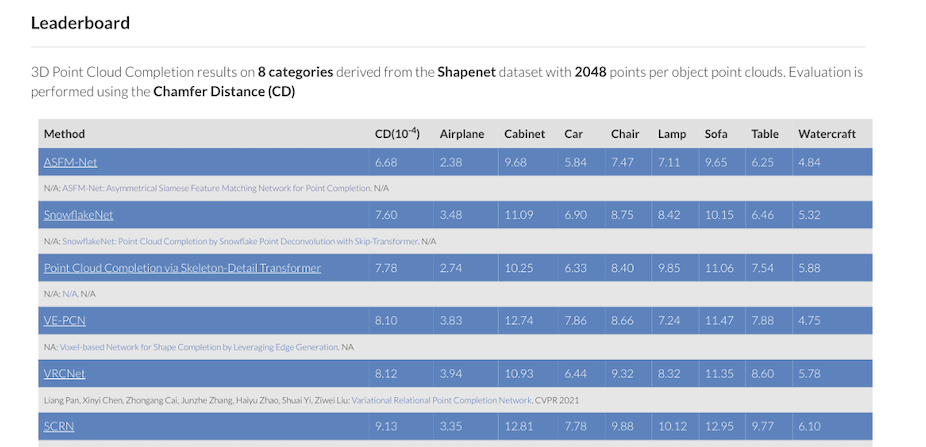 Leaderboard
3D Point Cloud Completion results on 8 categories derived from the Shapenet dataset with 2048 points per object point clouds. Evaluation is
performed using the Chamfer Distance (CD)
Method CD(10-4) Airplane Cabinet Car Chair Lamp Sofa Table Watercraft
ASFM-Net 6.68 2.38 9.68 5.84 7.47 7.11 9.65 6.25 4.84
N/A: ASFM-Net: Asymmetrical Siamese Feature Matching Network for Point Completion. N/A
SnowflakeNet 7.60 3.48 11.09 6.90 8.75 8.42 10.15 6.46 5.32
N/A: SnowflakeNet: Point Cloud Completion by Snowflake Point Deconvolution with Skip-Transformer. N/A
Point Cloud Completion via Skeleton-Detail Transformer 7.78 2.74 10.25 6.33 8.40 9.85 11.06 7.54 5.88
N/A: N/A. N/A
VE-PCN 8.10 3.83 12.74 7.86 8.66 7.24 11.47 7.88 4.75
NA: Voxel-based Network for Shape Completion by Leveraging Edge Generation. NA
VRCNet 8.12 3.94 10.93 6.44 9.32 8.32 11.35 8.60 5.78
Liang Pan, Xinyi Chen, Zhongang Cai, Junzhe Zhang, Haiyu Zhao, Shuai Yi, Ziwei Liu: Variational Relational Point Completion Network. CVPR 2021
SCRN 9.13 3.35 12.81 7.78 9.88 10.12 12.95 9.77 6.10